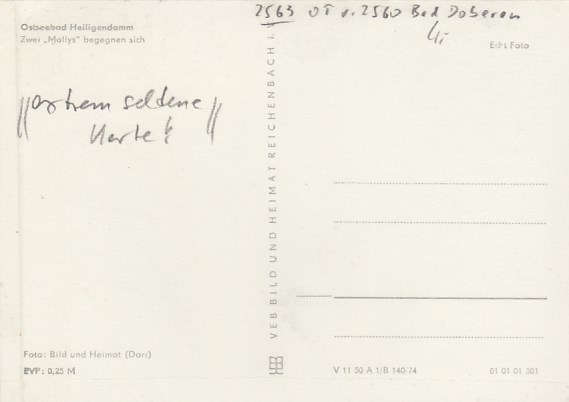 2563 OT v. 2560 Bad Doberan
Ostseebad Heiligendamm
Zwei „Mollys" begegnen sich
Echt Foto
extrem seltene
Karte!
VEB BILD UND HEIMAT REICHENBACH i.
Foto: Bild und Heimat (Darr)
EVP: 0,25 M
V 11 50 A 1/B 140/74
01 01 01 301